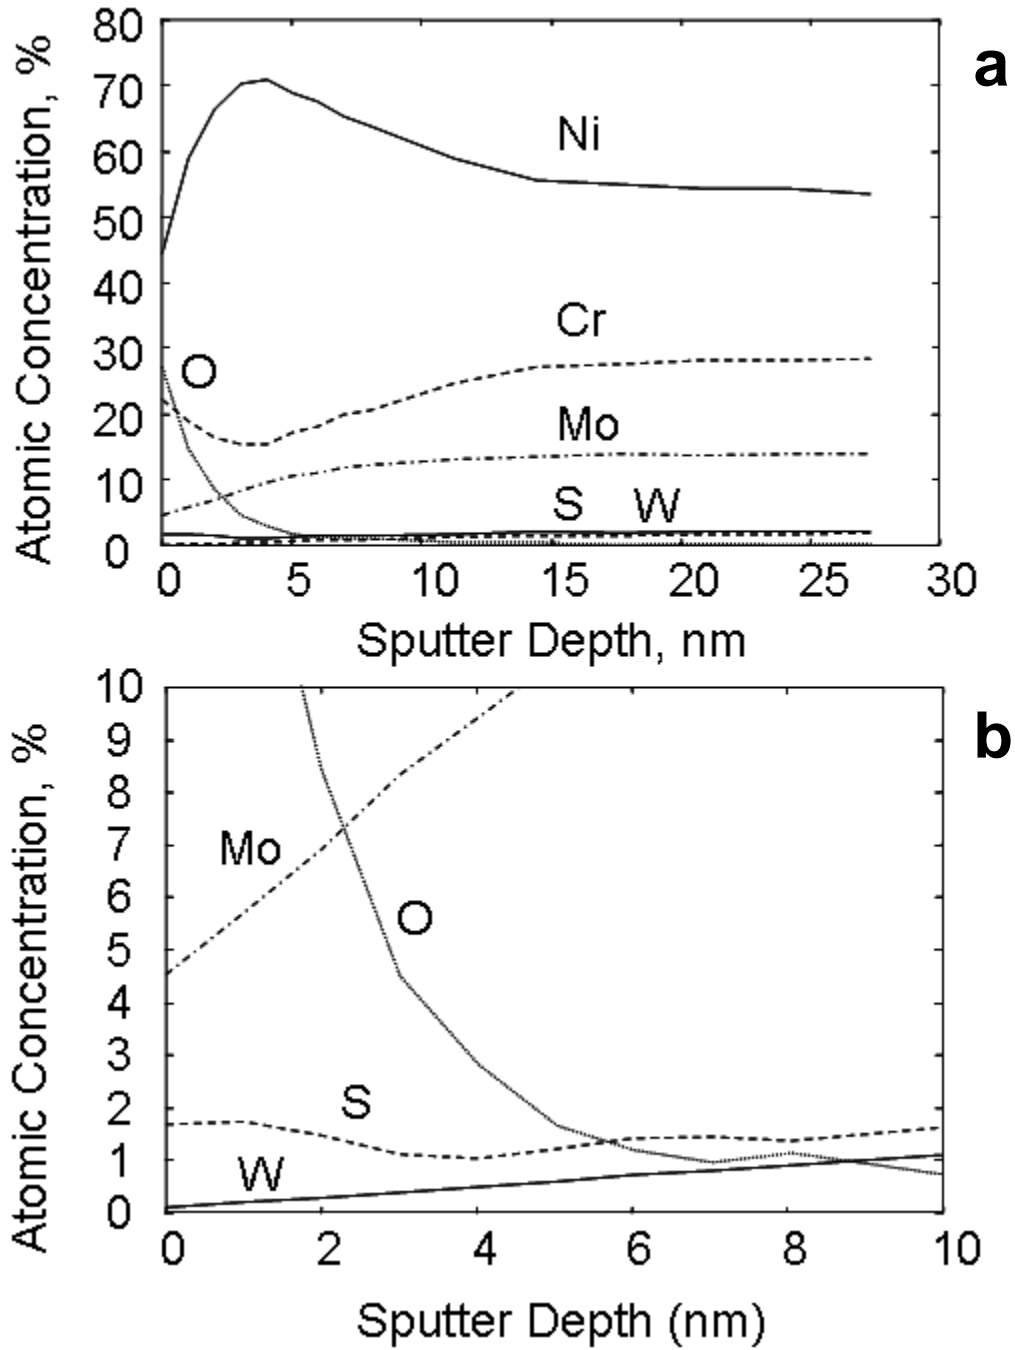 80
70
60
50
40
30
20
10
0
Atomic Concentration, %
a
Ni
Cr
O
Mo
S W
0 5 10 15 20 25 30
Sputter Depth, nm
10
9
8
7
6
5
4
3
2
1
0
Atomic Concentration, %
b
Mo
O
S
W
0 2 4 6 8 10
Sputter Depth (nm)